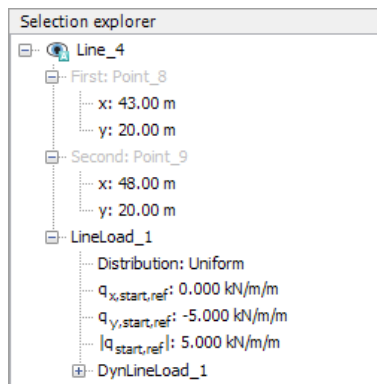 Selection explorer
Line_4
First: Point_8
x: 43.00 m
y: 20.00 m
Second: Point_9
x: 48.00 m
y: 20.00 m
LineLoad_1
Distribution: Uniform
qx,start,ref: 0.000 kN/m/m
qy,start,ref: -5.000 kN/m/m
|qstart,ref|: 5.000 kN/m/m
DynLineLoad_1